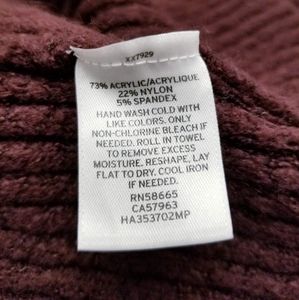 XX7929
73% ACRYLIC/ACRYLIQUE
22% NYLON
5% SPANDEX
HAND WASH COLD WITH
LIKE COLORS. ONLY
NON-CHLORINE BLEACH IF
NEEDED. ROLL IN TOWEL
TO REMOVE EXCESS
MOISTURE. RESHAPE, LAY
FLAT TO DRY. COOL IRON
IF NEEDED.
RN58665
CA57963
HA353702MP